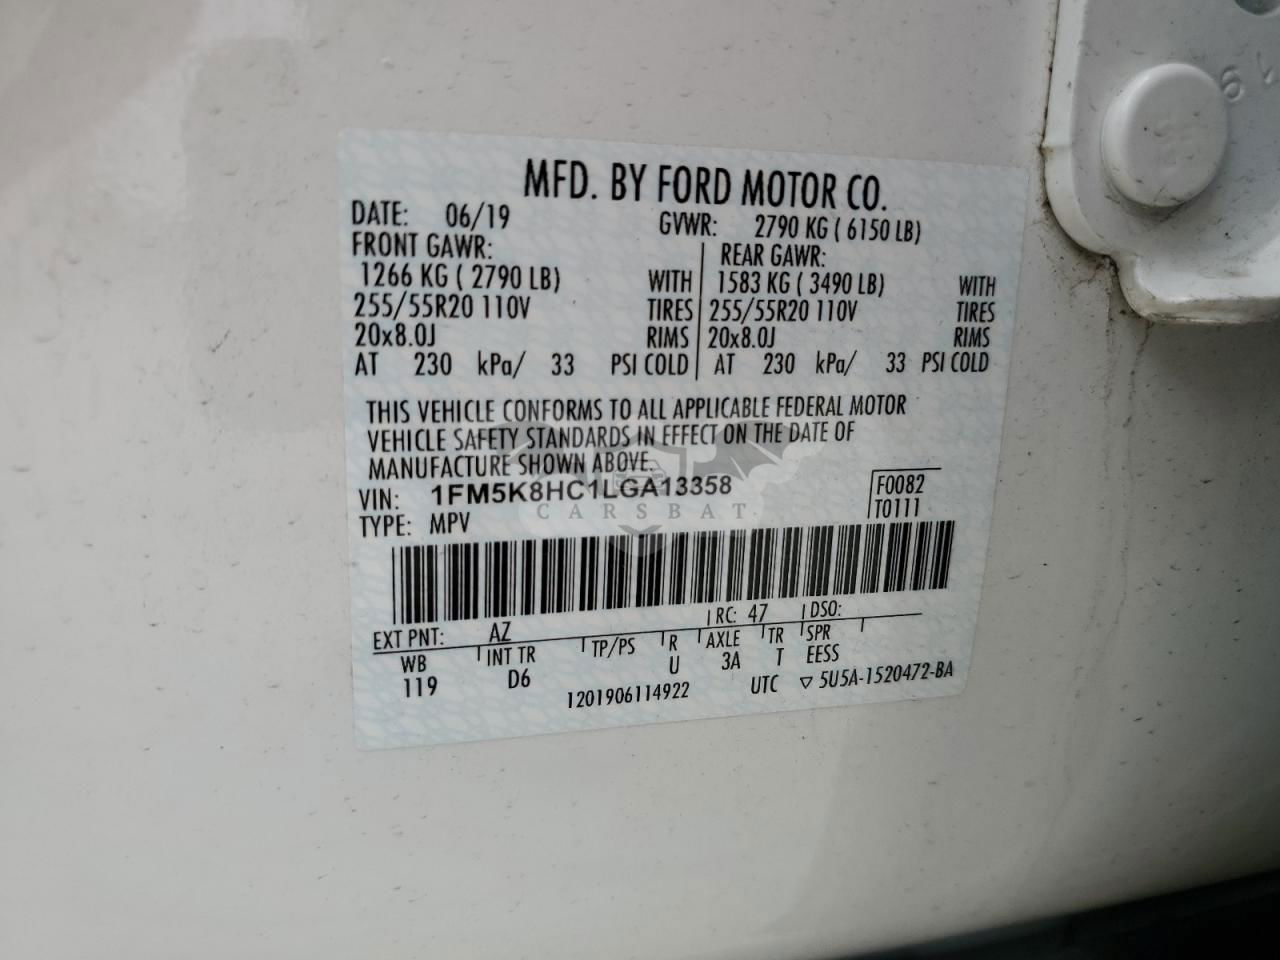 MFD. BY FORD MOTOR CO.
DATE: 06/19 GVWR: 2790 KG ( 6150 LB)
FRONT GAWR: REAR GAWR:
1266 KG ( 2790 LB) WITH 1583 KG ( 3490 LB) WITH
255/55R20 110V TIRES 255/55R20 110V TIRES
20x8.0J RIMS 20x8.0J RIMS
AT 230 kPa/ 33 PSI COLD AT 230 kPa/ 33 PSI COLD
THIS VEHICLE CONFORMS TO ALL APPLICABLE FEDERAL MOTOR
VEHICLE SAFETY STANDARDS IN EFFECT ON THE DATE OF
MANUFACTURE SHOWN ABOVE.
VIN: 1FM5K8HC1LGA13358 F0082
CARSBAT
TYPE: MPV T0111
EXT PNT: AZ RC: 47 DSO:
WB INT TR TP/PS R AXLE TR SPR
119 D6 U 3A T EESS
1201906114922 UTC ▽ 5U5A-1520472-BA